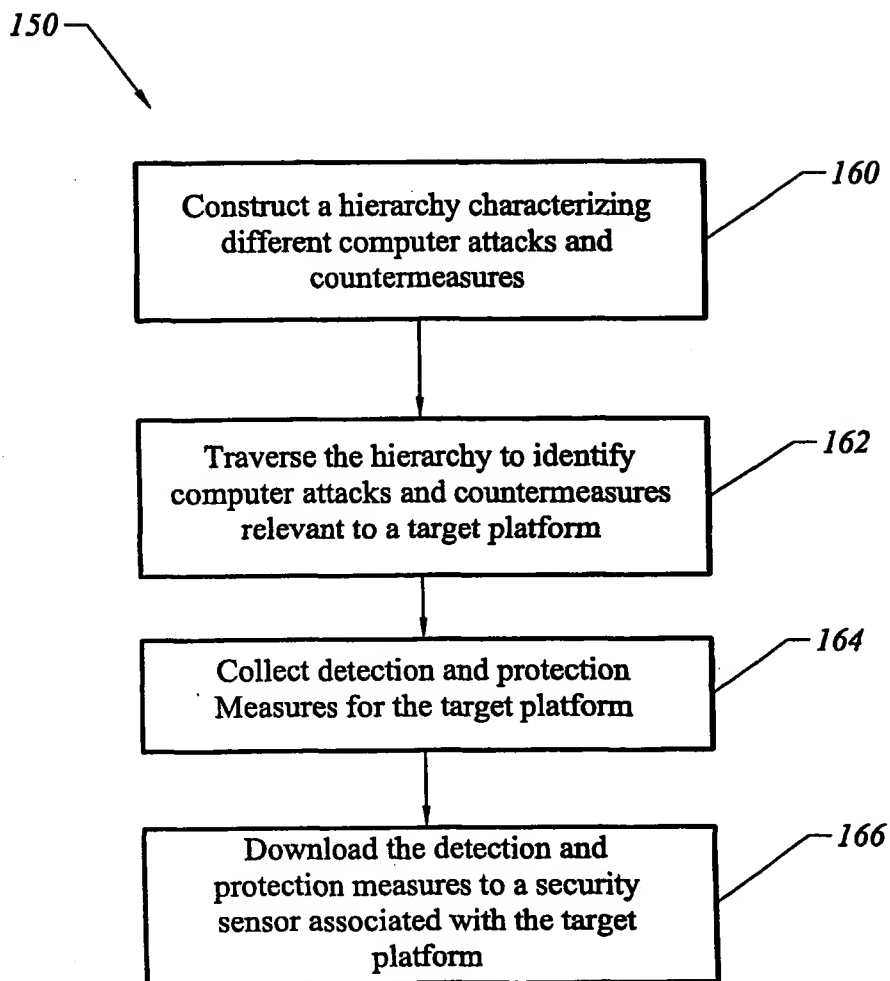 150
Construct a hierarchy characterizing
different computer attacks and
countermeasures
160
Traverse the hierarchy to identify
computer attacks and countermeasures
relevant to a target platform
162
Collect detection and protection
Measures for the target platform
164
Download the detection and
protection measures to a security
sensor associated with the target
platform
166